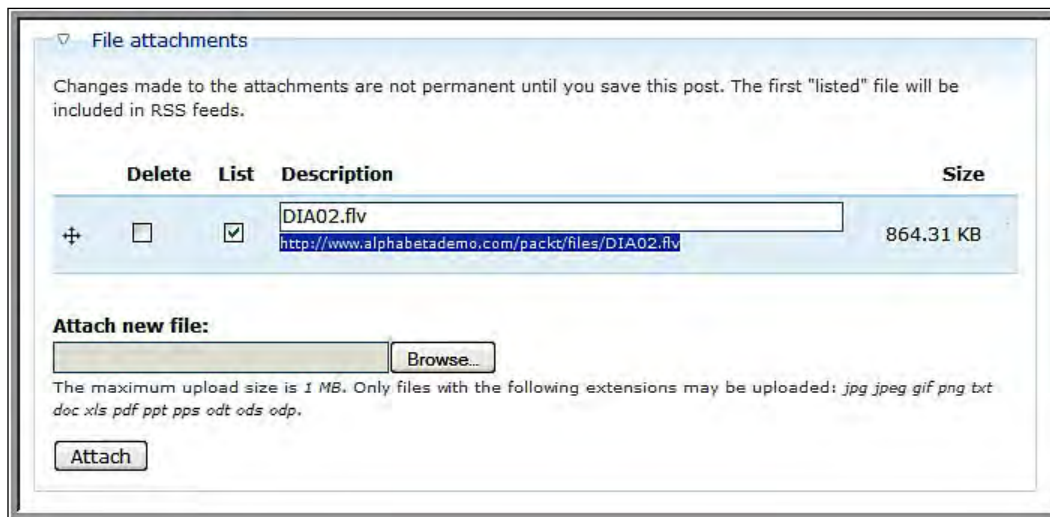 File attachments
Changes made to the attachments are not permanent until you save this post. The first "listed" file will be
included in RSS feeds.
Delete List Description Size
DIA02.flv
http://www.alphabetademo.com/packt/files/DIA02.flv
864.31 KB
Attach new file:
Browse...
The maximum upload size is 1 MB. Only files with the following extensions may be uploaded: jpg jpeg gif png txt
doc xls pdf ppt pps odt ods odp.
Attach